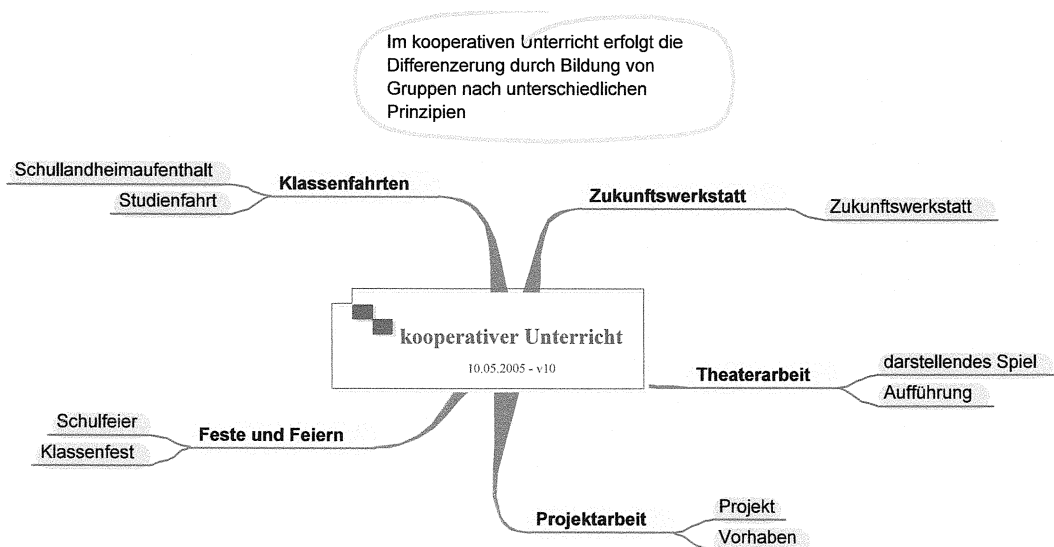 Im kooperativen Unterricht erfolgt die
Differenzerung durch Bildung von
Gruppen nach unterschiedlichen
Prinzipien
Schullandheimaufenthalt
Studienfahrt
Klassenfahrten
Zukunftswerkstatt
Zukunftswerkstatt
kooperativer Unterricht
10.05.2005 - v10
Theaterarbeit
darstellendes Spiel
Aufführung
Schulfeier
Klassenfest
Feste und Feiern
Projektarbeit
Projekt
Vorhaben